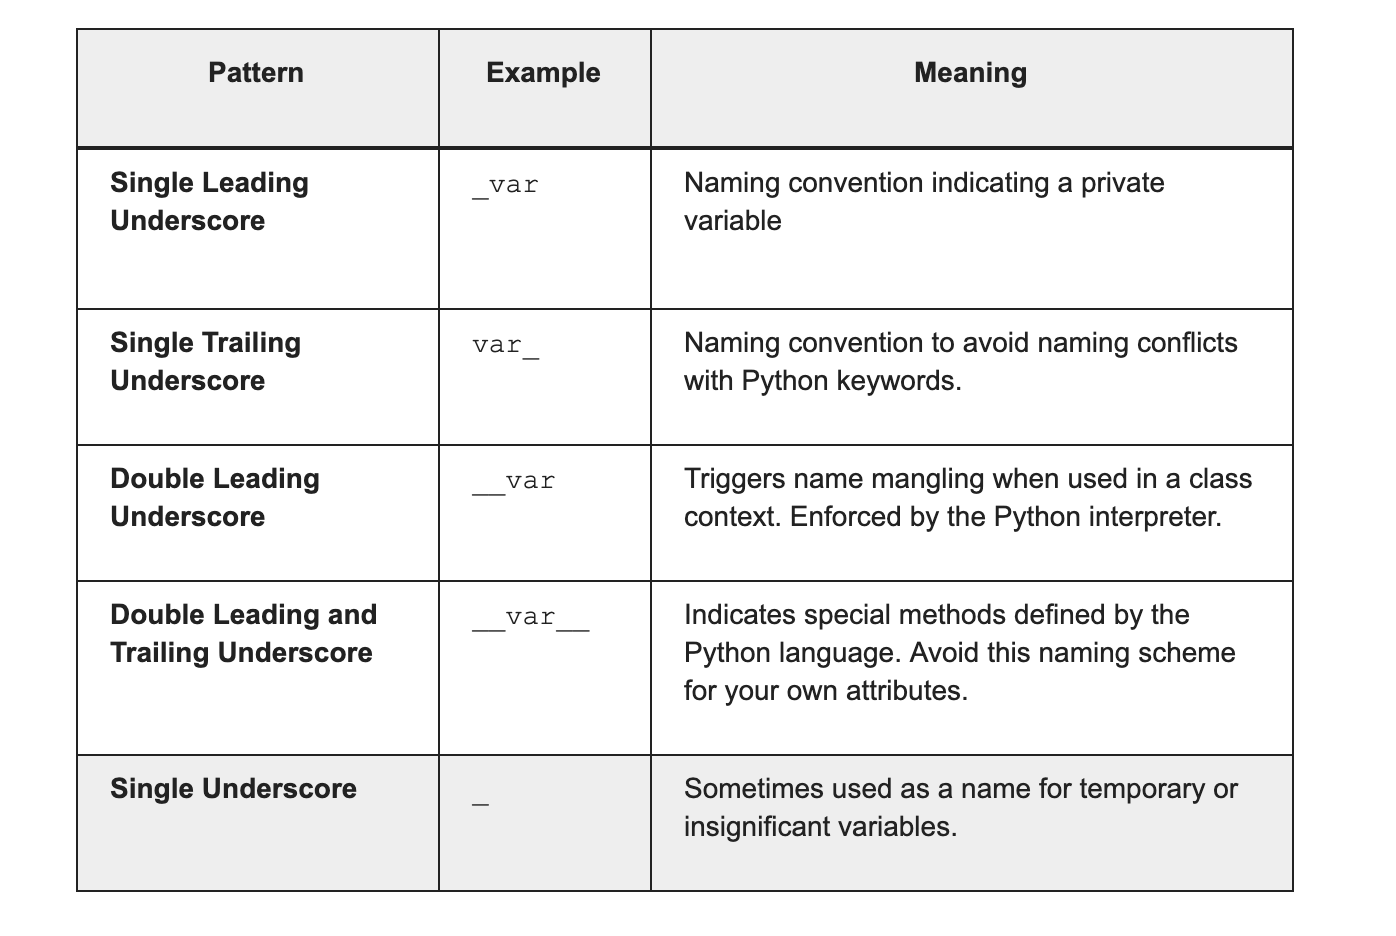 Pattern Example Meaning
Single Leading _var Naming convention indicating a private
Underscore variable
Single Trailing var_ Naming convention to avoid naming conflicts
Underscore with Python keywords.
Double Leading __var Triggers name mangling when used in a class
Underscore context. Enforced by the Python interpreter.
Double Leading and __var__ Indicates special methods defined by the
Trailing Underscore Python language. Avoid this naming scheme
for your own attributes.
Single Underscore _ Sometimes used as a name for temporary or
insignificant variables.